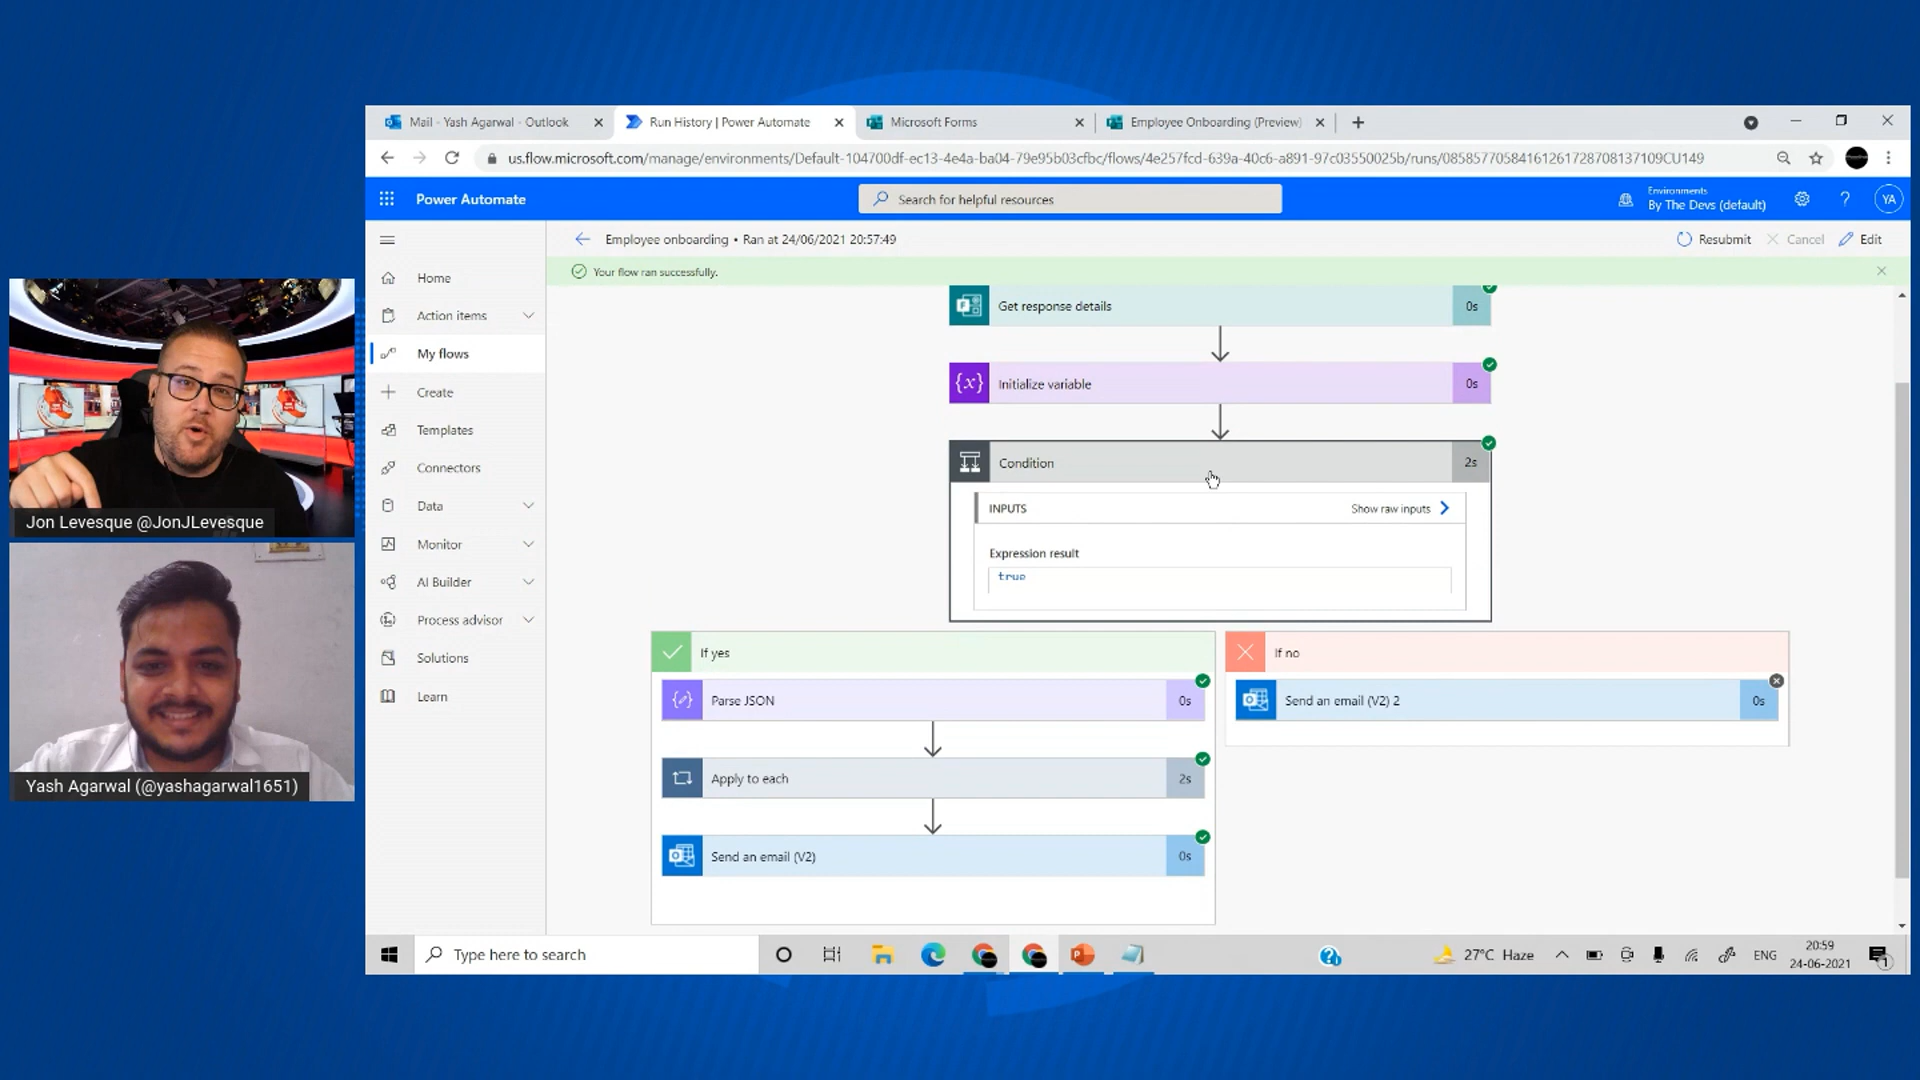 Mail - Yash Agarwal - Outlook
Run History | Power Automate
Microsoft Forms
Employee Onboarding (Preview)
us.flow.microsoft.com/manage/environments/Default-104700df-ec13-4e4a-ba04-79e95b03cfbc/flows/4e257fcd-639a-40c6-a891-97c03550025b/runs/08585770584161261728708137109CU149
Power Automate
Search for helpful resources
Environments
By The Devs (default)
?
YA
Employee onboarding • Ran at 24/06/2021 20:57:49
Resubmit
Cancel
Edit
Your flow ran successfully.
Home
Action items
My flows
Create
Templates
Connectors
Data
Monitor
AI Builder
Process advisor
Solutions
Learn
Get response details
0s
{x}
Initialize variable
0s
Condition
2s
INPUTS
Show raw inputs
Expression result
true
If yes
If no
Parse JSON
0s
Send an email (V2) 2
0s
Apply to each
2s
Send an email (V2)
0s
Jon Levesque @JonJLevesque
Yash Agarwal (@yashagarwal1651)
Type here to search
27°C Haze
ENG
20:59
24-06-2021
1